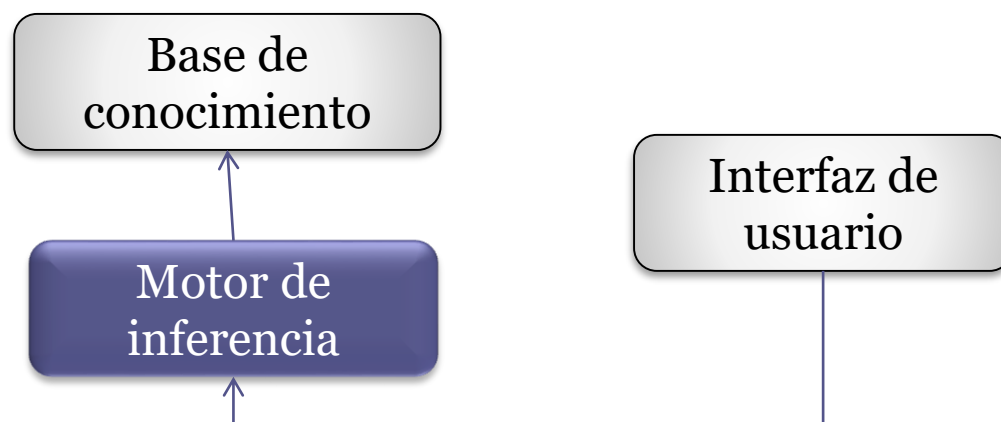 Base de
conocimiento
Interfaz de
usuario
Motor de
inferencia